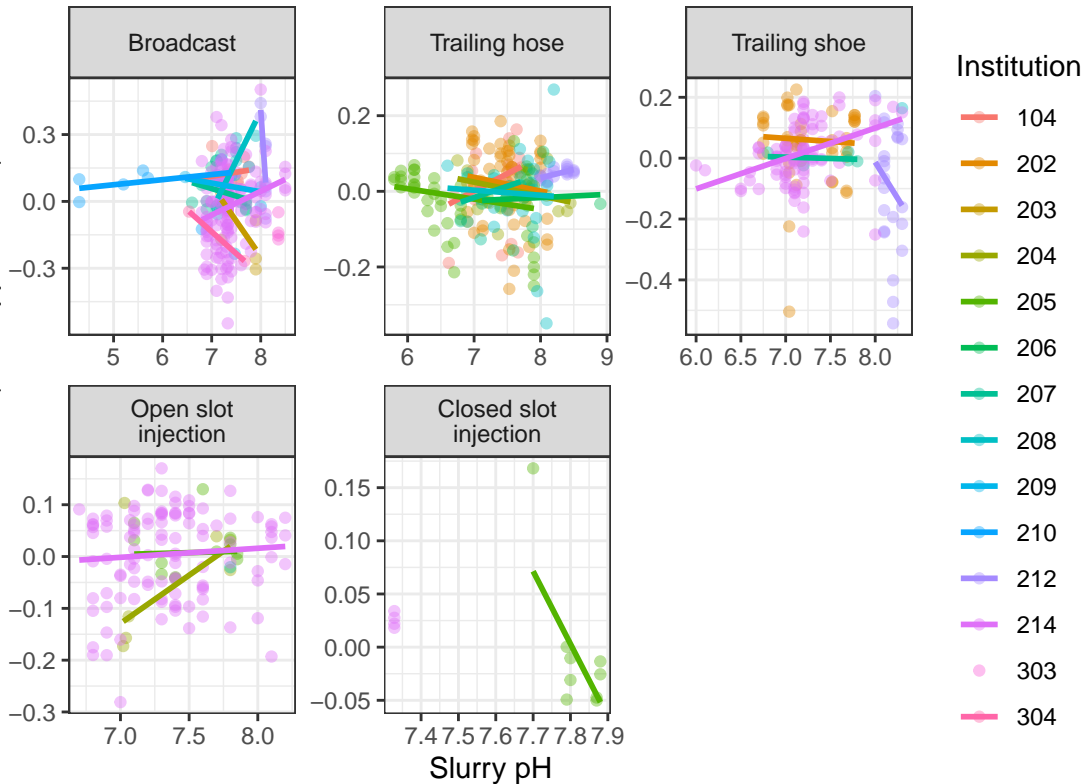 Broadcast
Trailing hose
Trailing shoe
0.3
0.0
−0.3
5 6 7 8
0.2
0.0
−0.2
6 7 8 9
0.2
0.0
−0.2
−0.4
6.0 6.5 7.0 7.5 8.0
Open slot
injection
Closed slot
injection
0.1
0.0
−0.1
−0.2
−0.3
7.0 7.5 8.0
0.15
0.10
0.05
0.00
−0.05
7.4 7.5 7.6 7.7 7.8 7.9
Slurry pH
Institution
104
202
203
204
205
206
207
208
209
210
212
214
303
304